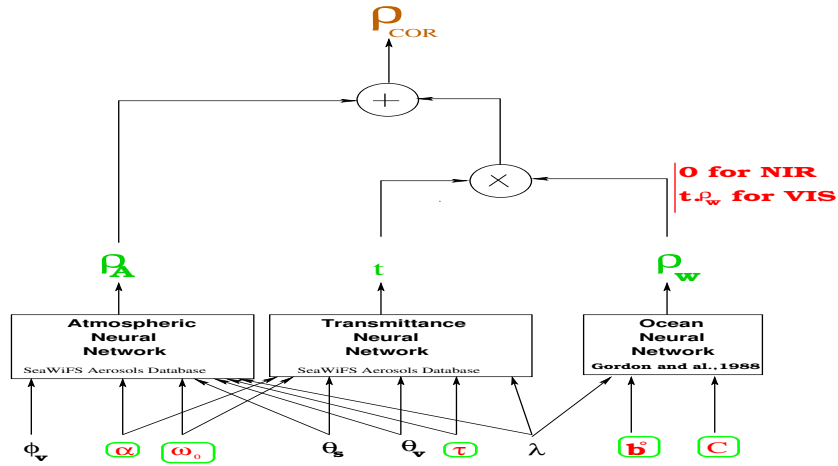 ρ COR
+
×
0 for NIR
t.ρw for VIS
ρA
t
ρw
Atmospheric
Neural
Network
SeaWiFS Aerosols Database
Transmittance
Neural
Network
SeaWiFS Aerosols Database
Ocean
Neural
Network
Gordon and al.,1988
ϕv
α
ω0
θs
θv
τ
λ
b°
C